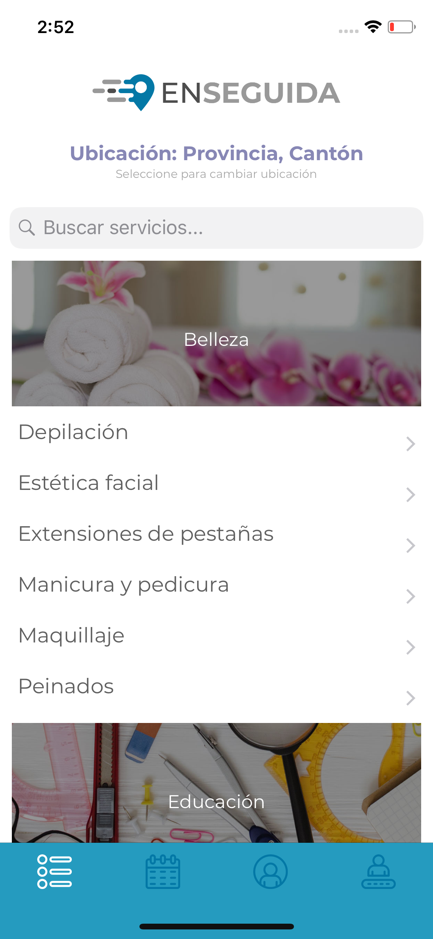 2:52
ENSEGUIDA
Ubicación: Provincia, Cantón
Seleccione para cambiar ubicación
Buscar servicios...
Belleza
Depilación
Estética facial
Extensiones de pestañas
Manicura y pedicura
Maquillaje
Peinados
Educación